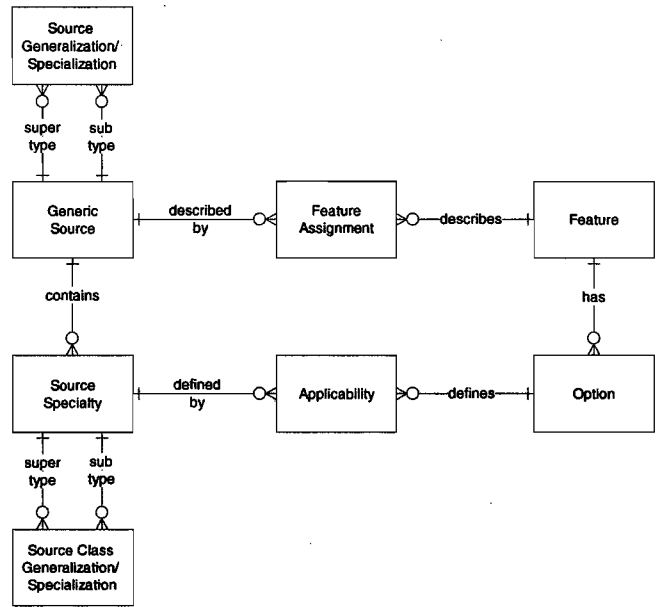 Source
Generalization/
Specialization
super
type
sub
type
Generic
Source
described
by
Feature
Assignment
describes
Feature
contains
has
Source
Specialty
defined
by
Applicability
defines
Option
super
type
sub
type
Source Class
Generalization/
Specialization